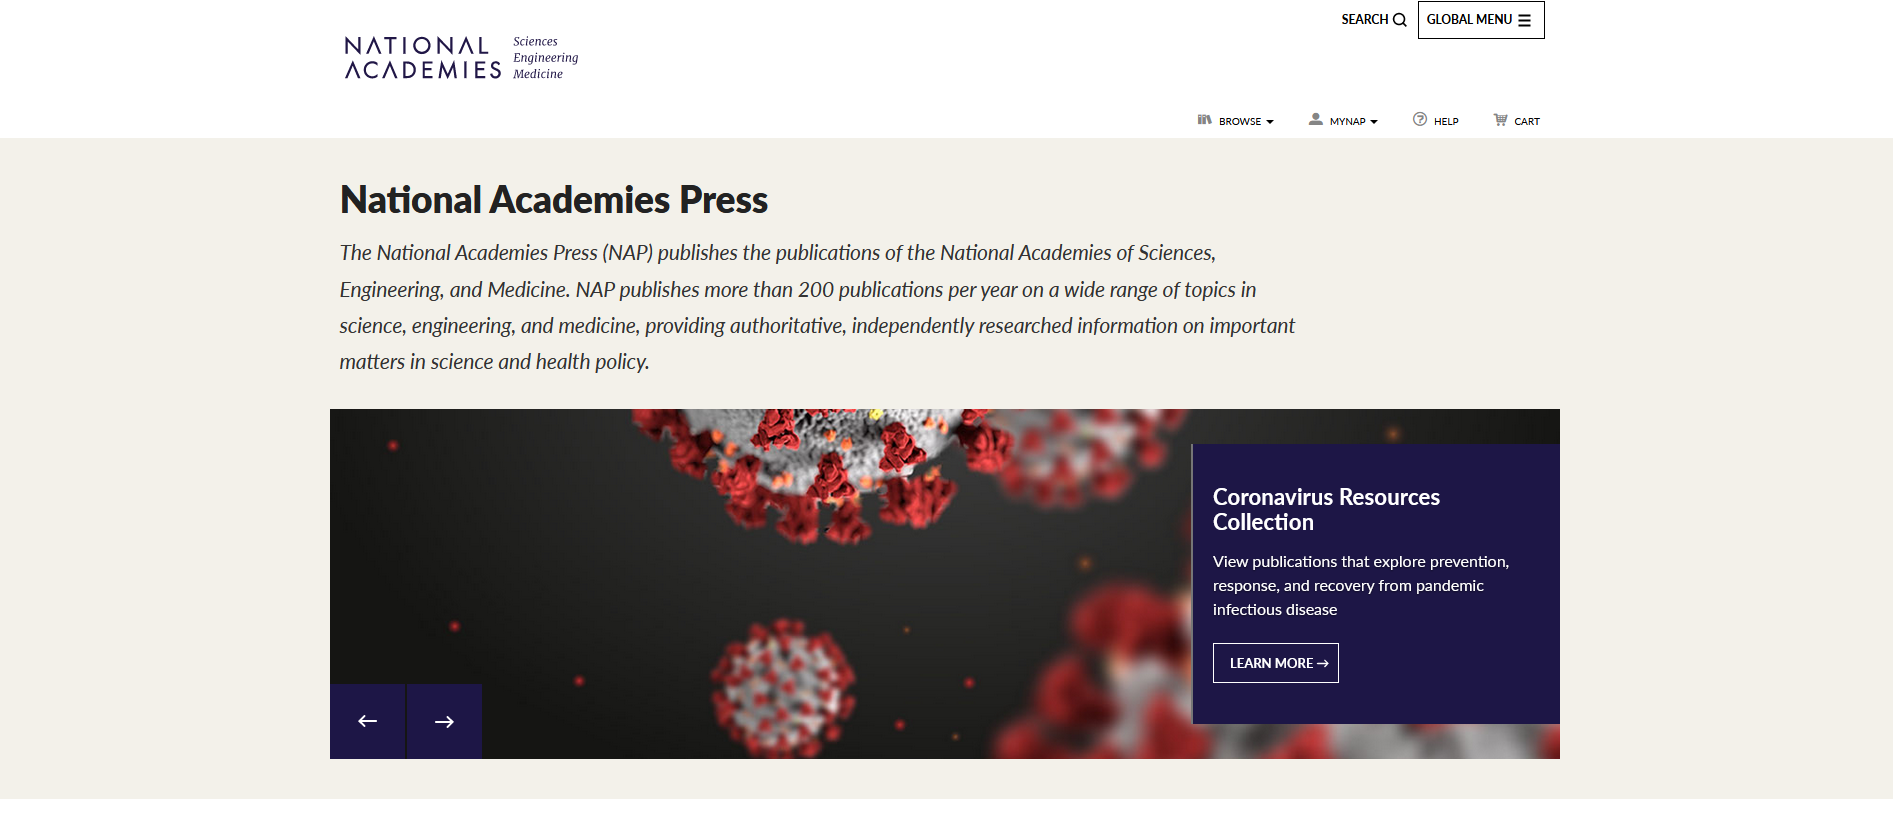 SEARCH
GLOBAL MENU
NATIONAL
ACADEMIES
Sciences
Engineering
Medicine
BROWSE
MYNAP
HELP
CART
National Academies Press
The National Academies Press (NAP) publishes the publications of the National Academies of Sciences,
Engineering, and Medicine. NAP publishes more than 200 publications per year on a wide range of topics in
science, engineering, and medicine, providing authoritative, independently researched information on important
matters in science and health policy.
Coronavirus Resources
Collection
View publications that explore prevention,
response, and recovery from pandemic
infectious disease
LEARN MORE →